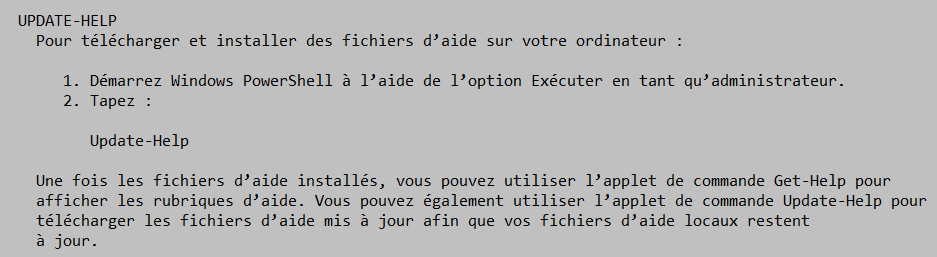 UPDATE-HELP
Pour télécharger et installer des fichiers d’aide sur votre ordinateur :
1. Démarrez Windows PowerShell à l’aide de l’option Exécuter en tant qu’administrateur.
2. Tapez :
Update-Help
Une fois les fichiers d’aide installés, vous pouvez utiliser l’applet de commande Get-Help pour
afficher les rubriques d’aide. Vous pouvez également utiliser l’applet de commande Update-Help pour
télécharger les fichiers d’aide mis à jour afin que vos fichiers d’aide locaux restent
à jour.